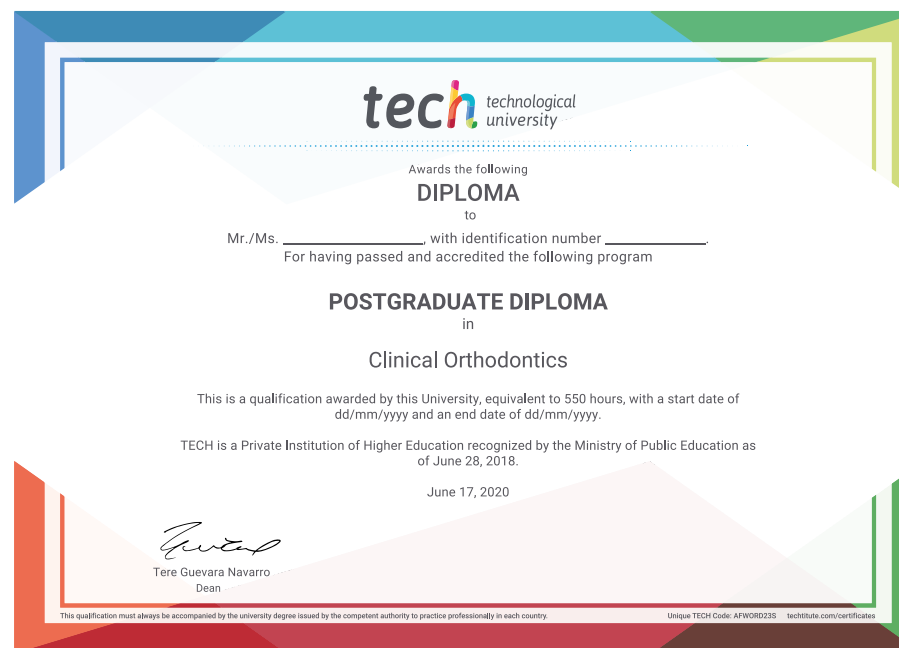 tech technological
university
Awards the following
DIPLOMA
to
Mr./Ms. ____________________, with identification number ______________.
For having passed and accredited the following program
POSTGRADUATE DIPLOMA
in
Clinical Orthodontics
This is a qualification awarded by this University, equivalent to 550 hours, with a start date of
dd/mm/yyyy and an end date of dd/mm/yyyy.
TECH is a Private Institution of Higher Education recognized by the Ministry of Public Education as
of June 28, 2018.
June 17, 2020
Tere Guevara Navarro
Dean
This qualification must always be accompanied by the university degree issued by the competent authority to practice professionally in each country. Unique TECH Code: AFWORD23S techtitute.com/certificates